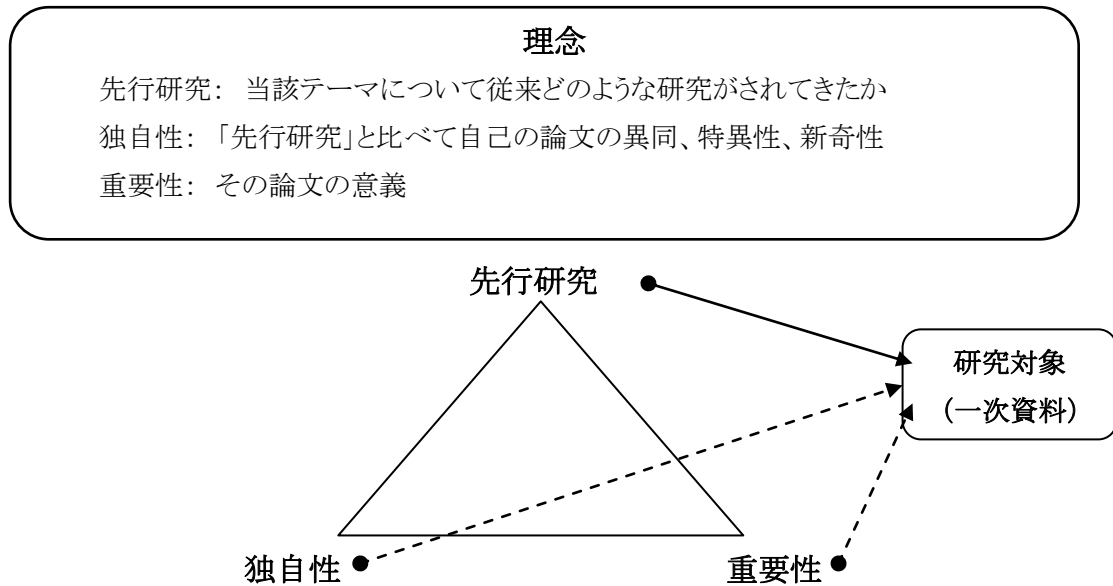 理念
先行研究： 当該テーマについて従来どのような研究がされてきたか
独自性： 「先行研究」と比べて自己の論文の異同、特異性、新奇性
重要性： その論文の意義
先行研究
研究対象
（一次資料）
独自性
重要性